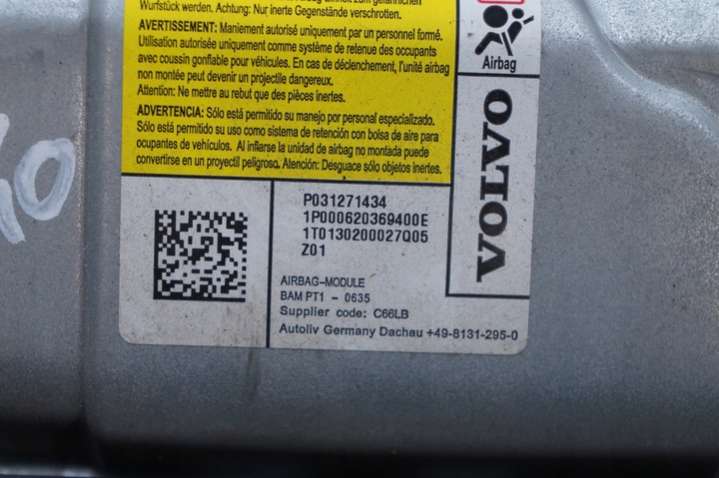 Wurfstück werden. Achtung: Nur inerte Gegenstände verschrotten.
AVERTISSEMENT: Maniement autorisé uniquement par un personnel formé.
Utilisation autorisée uniquement comme système de retenue des occupants
avec coussin gonflable pour véhicules. En cas de déclenchement, l'unité airbag
non montée peut devenir un projectile dangereux.
Attention: Ne mettre au rebut que des pièces inertes.
ADVERTENCIA: Sólo está permitido su manejo por personal especializado.
Sólo está permitido su uso como sistema de retención con bolsa de aire para
ocupantes de vehículos. Al inflarse la unidad de airbag no montada puede
convertirse en un proyectil peligroso. Atención: Desguace sólo objetos inertes.
Airbag
VOLVO
P031271434
1P000620369400E
1T0130200027Q05
Z01
AIRBAG-MODULE
BAM PT1 - 0635
Supplier code: C66LB
Autoliv Germany Dachau +49-8131-295-0